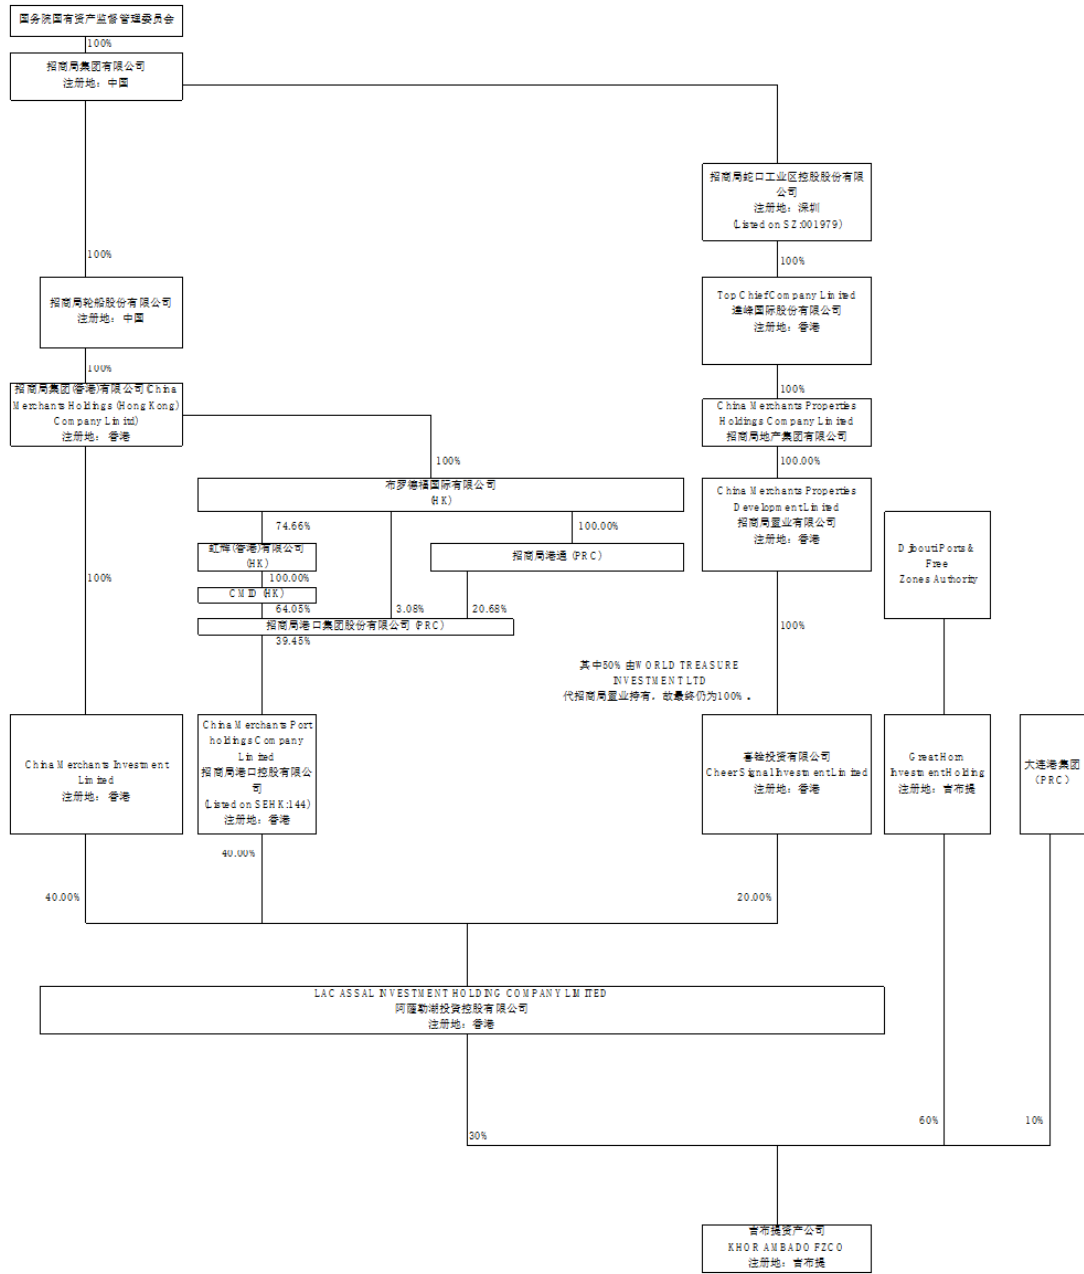 国务院国有资产监督管理委员会
100%
招商局集团有限公司
注册地：中国
招商局蛇口工业区控股股份有限
公司
注册地：深圳
(Listed on SZ:001979)
100%
100%
招商局轮船股份有限公司
注册地：中国
Top Chief Company Limited
達峰国际股份有限公司
注册地：香港
100%
100%
招商局集团(香港)有限公司(China
Merchants Holdings (Hong Kong)
Company Limited)
注册地：香港
China Merchants Properties
Holdings Company Limited
招商局地产集团有限公司
100%
100.00%
布罗德福国际有限公司
(HK)
China Merchants Properties
Development Limited
招商局置业有限公司
注册地：香港
74.66%
100.00%
虹辉(香港)有限公司
(HK)
招商局港通 (PRC)
Djibouti Ports &
Free
Zones Authority
100%
100.00%
CMID (HK)
64.05%
3.08%
20.68%
招商局港口集团股份有限公司 (PRC)
39.45%
100%
其中50% 由WORLD TREASURE
INVESTMENT LTD
代招商局置业持有，故最终仍为100% 。
China Merchants Investment
Limited
注册地：香港
China Merchants Port
holdings Company
Limited
招商局港口控股有限公
司
(Listed on SEHK:144)
注册地：香港
喜铨投资有限公司
Cheer Signal Investment Limited
注册地：香港
Great Horn
Investment Holding
注册地：吉布提
大连港集团
（PRC）
40.00%
40.00%
20.00%
LAC ASSAL INVESTMENT HOLDING COMPANY LIMITED
阿薩勒湖投資控股有限公司
注册地：香港
30%
60%
10%
吉布提资产公司
KHOR AMBADO FZCO
注册地：吉布提